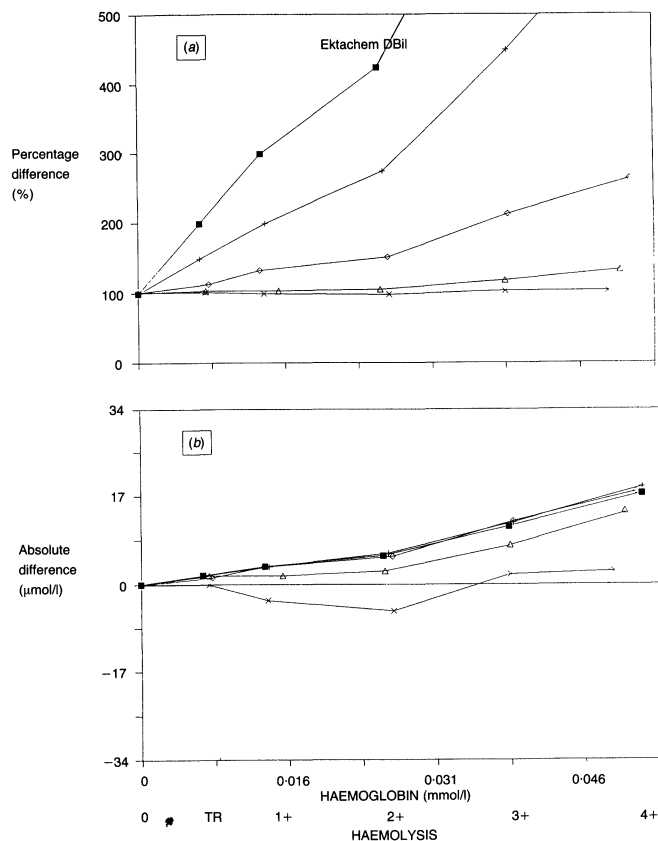 500
(a)
Ektachem DBil
400
Percentage
difference
(%)
300
200
100
0
34
(b)
17
Absolute
difference
(μmol/l)
0
−17
−34
0 0·016 0·031 0·046
HAEMOGLOBIN (mmol/l)
0 TR 1+ 2+ 3+ 4+
HAEMOLYSIS